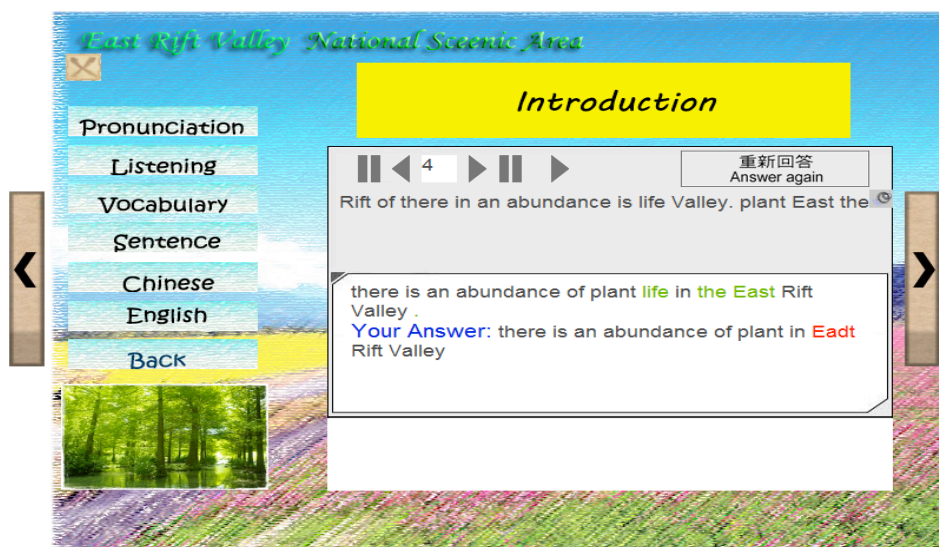 East Rift Valley National Sceenic Area
Introduction
Pronunciation
Listening
Vocabulary
Sentence
Chinese
English
Back
4
重新回答
Answer again
Rift of there in an abundance is life Valley. plant East the
there is an abundance of plant life in the East Rift
Valley .
Your Answer: there is an abundance of plant in Eadt
Rift Valley